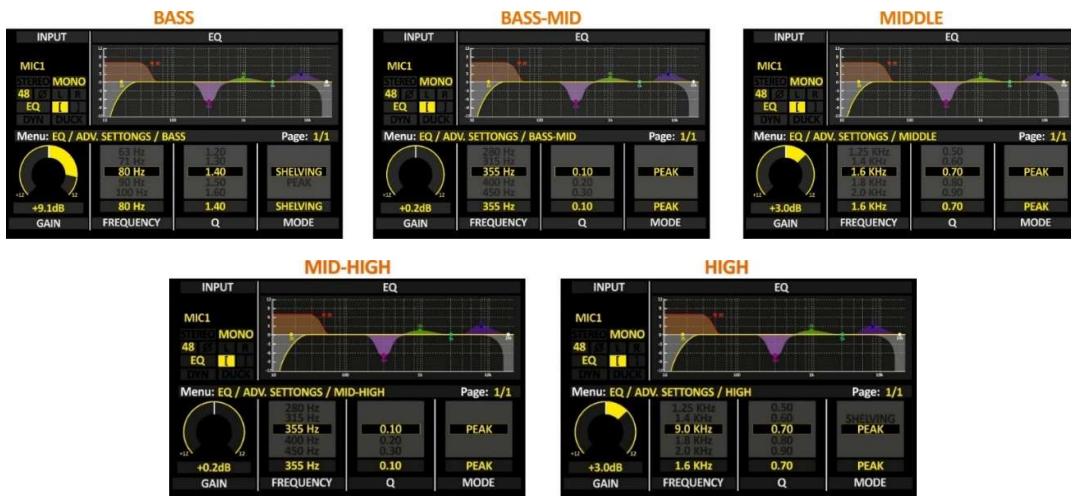 BASS
INPUT EQ
MIC1
STEREO MONO
48 Ø L R
EQ [ ]
DYN DUCK
Menu: EQ / ADV. SETTONGS / BASS Page: 1/1
63 Hz 1.20
71 Hz 1.30
80 Hz 1.40 SHELVING
90 Hz 1.50 PEAK
100 Hz 1.60
+12 12
+9.1dB 80 Hz 1.40 SHELVING
GAIN FREQUENCY Q MODE
BASS-MID
INPUT EQ
MIC1
STEREO MONO
48 Ø L R
EQ [ ]
DYN DUCK
Menu: EQ / ADV. SETTONGS / BASS-MID Page: 1/1
280 Hz
315 Hz
355 Hz 0.10 PEAK
400 Hz 0.20
450 Hz 0.30
+12 12
+0.2dB 355 Hz 0.10 PEAK
GAIN FREQUENCY Q MODE
MIDDLE
INPUT EQ
MIC1
STEREO MONO
48 Ø L R
EQ [ ]
DYN DUCK
Menu: EQ / ADV. SETTONGS / MIDDLE Page: 1/1
1.25 KHz 0.50
1.4 KHz 0.60
1.6 KHz 0.70 PEAK
1.8 KHz 0.80
2.0 KHz 0.90
+12 12
+3.0dB 1.6 KHz 0.70 PEAK
GAIN FREQUENCY Q MODE
MID-HIGH
INPUT EQ
MIC1
STEREO MONO
48 Ø L R
EQ [ ]
DYN DUCK
Menu: EQ / ADV. SETTONGS / MID-HIGH Page: 1/1
280 Hz
315 Hz
355 Hz 0.10 PEAK
400 Hz 0.20
450 Hz 0.30
+12 12
+0.2dB 355 Hz 0.10 PEAK
GAIN FREQUENCY Q MODE
HIGH
INPUT EQ
MIC1
STEREO MONO
48 Ø L R
EQ [ ]
DYN DUCK
Menu: EQ / ADV. SETTONGS / HIGH Page: 1/1
1.25 KHz 0.50
1.4 KHz 0.60 SHELVING
9.0 KHz 0.70 PEAK
1.8 KHz 0.80
2.0 KHz 0.90
+12 12
+3.0dB 1.6 KHz 0.70 PEAK
GAIN FREQUENCY Q MODE